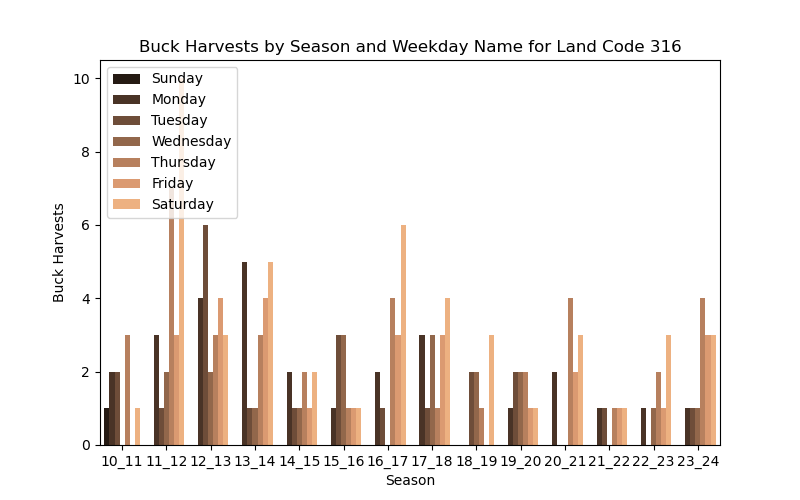 Buck Harvests by Season and Weekday Name for Land Code 316
Buck Harvests
10
8
6
4
2
0
Sunday
Monday
Tuesday
Wednesday
Thursday
Friday
Saturday
10_11 11_12 12_13 13_14 14_15 15_16 16_17 17_18 18_19 19_20 20_21 21_22 22_23 23_24
Season